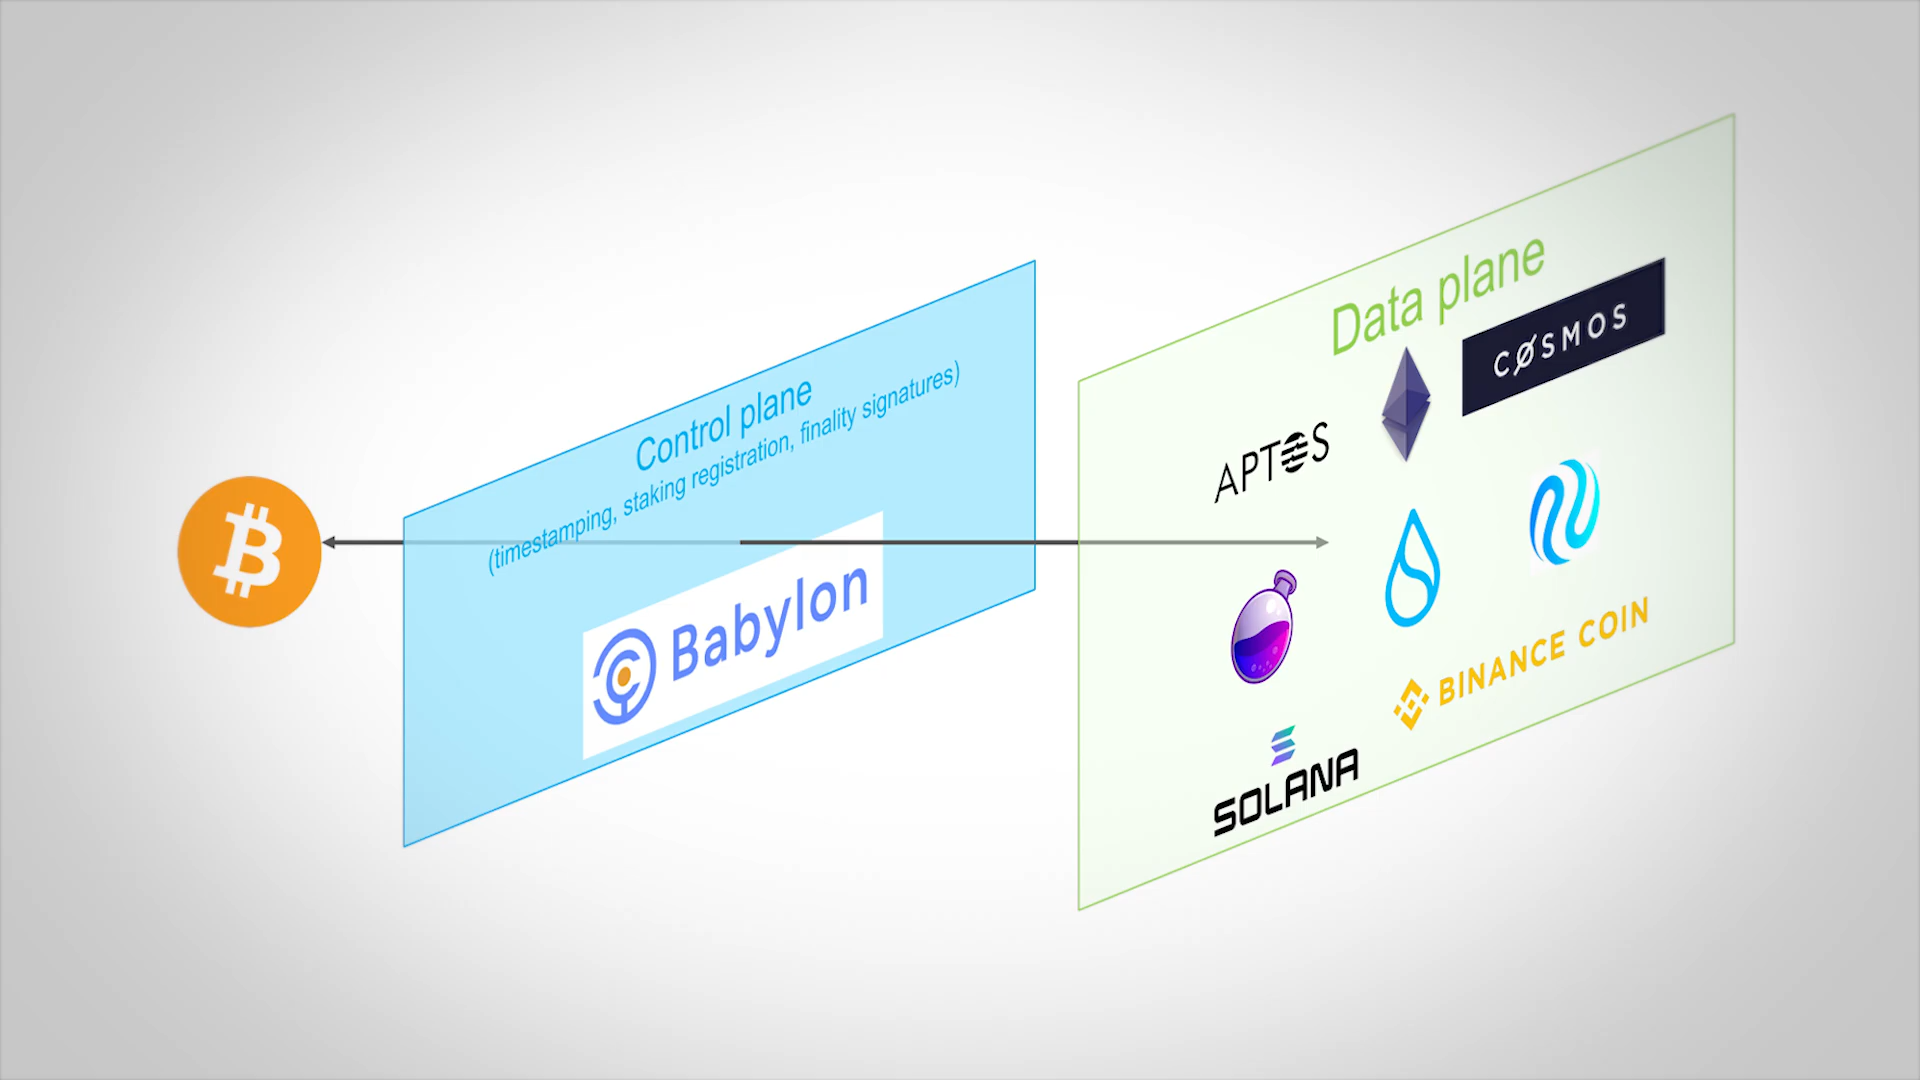 Control plane
(timestamping, staking registration, finality signatures)
Babylon
Data plane
COSMOS
APTOS
BINANCE COIN
SOLANA